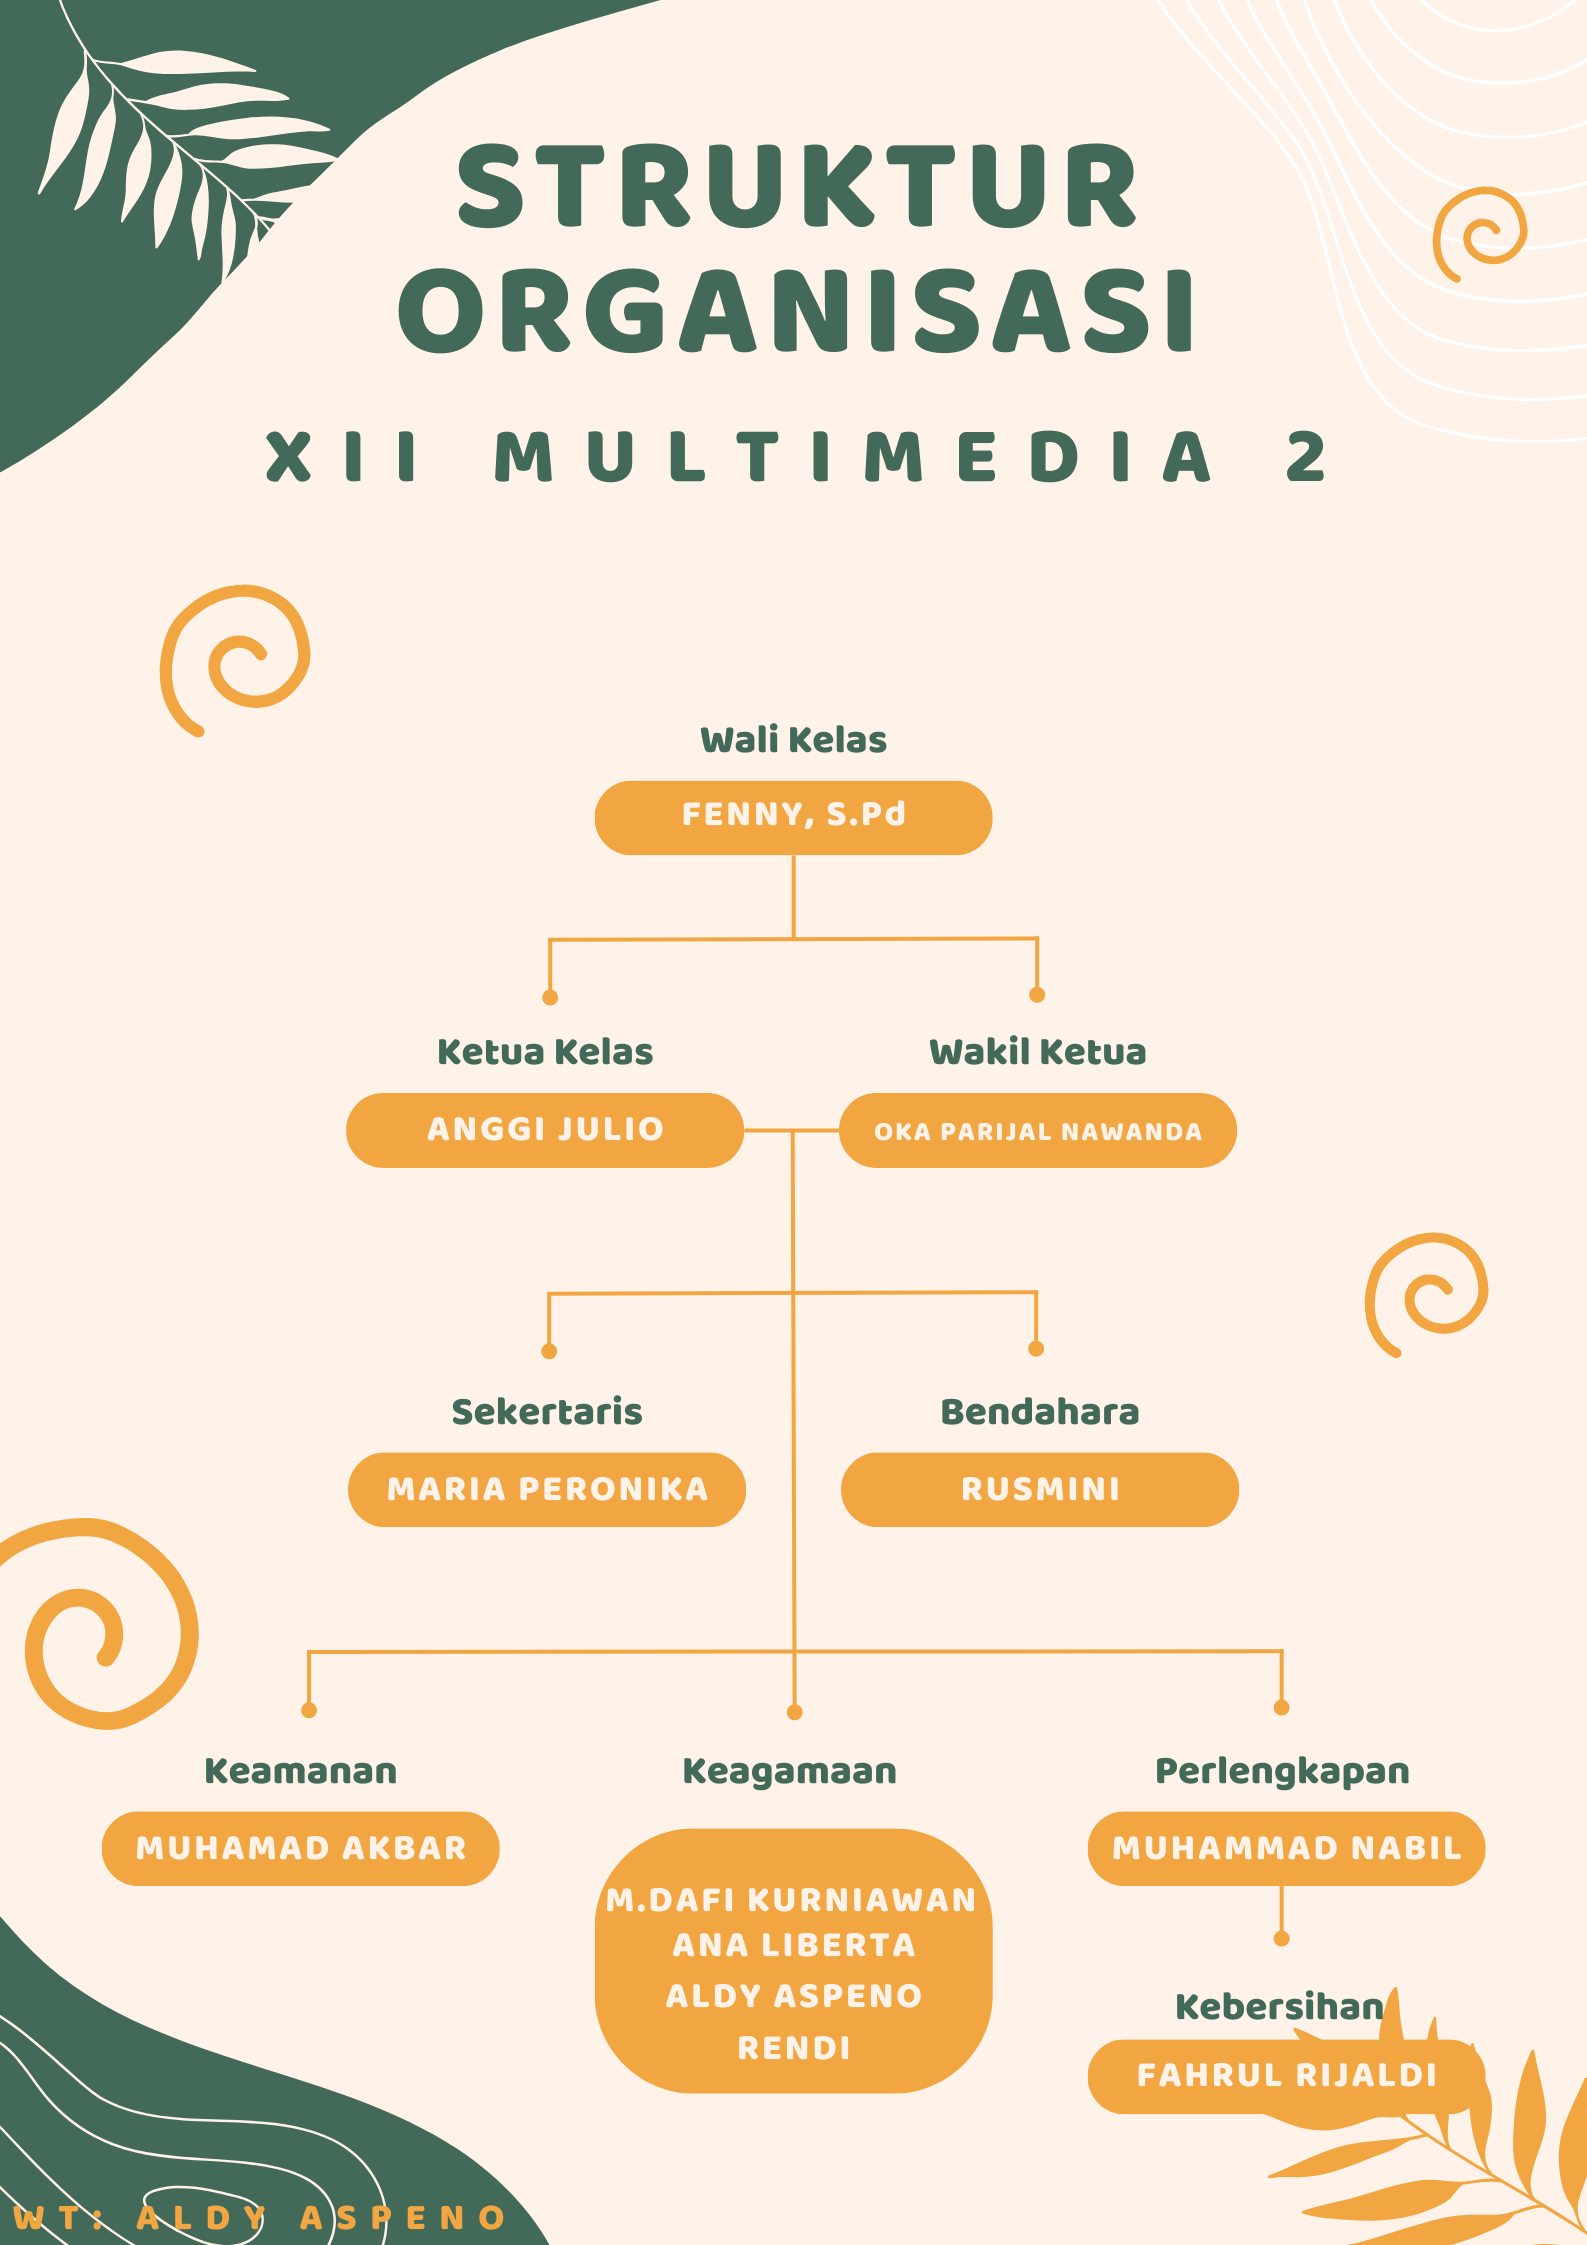 STRUKTUR
ORGANISASI
XII MULTIMEDIA 2
Wali Kelas
FENNY, S.Pd
Ketua Kelas
ANGGI JULIO
Wakil Ketua
OKA PARIJAL NAWANDA
Sekertaris
MARIA PERONIKA
Bendahara
RUSMINI
Keamanan
MUHAMAD AKBAR
Keagamaan
M.DAFI KURNIAWAN
ANA LIBERTA
ALDY ASPENO
RENDI
Perlengkapan
MUHAMMAD NABIL
Kebersihan
FAHRUL RIJALDI
WT: ALDY ASPENO